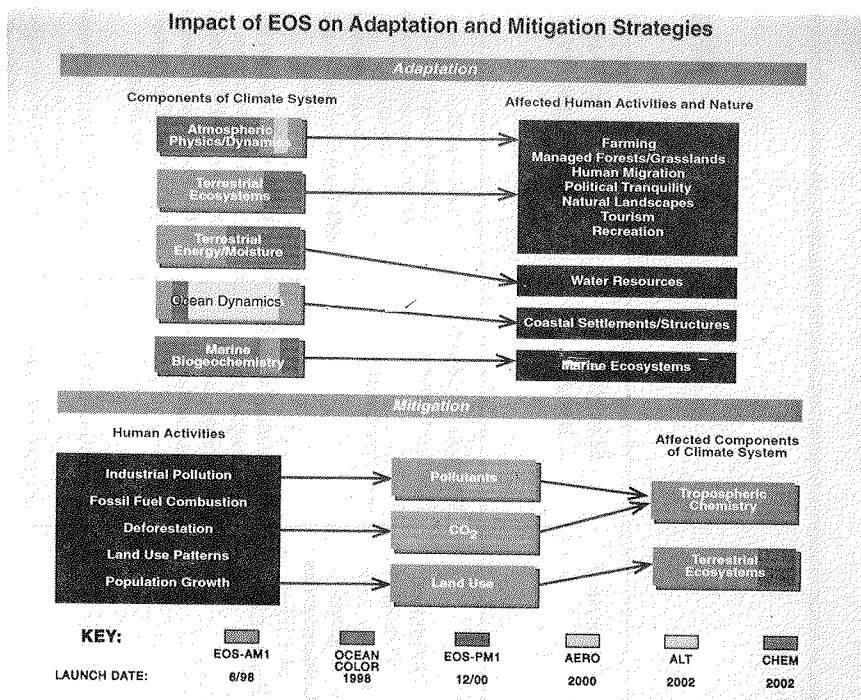 Impact of EOS on Adaptation and Mitigation Strategies
Adaptation
Components of Climate System
Affected Human Activities and Nature
Atmospheric
Physics/Dynamics
Terrestrial
Ecosystems
Terrestrial
Energy/Moisture
Ocean Dynamics
Marine
Biogeochemistry
Farming
Managed Forests/Grasslands
Human Migration
Political Tranquility
Natural Landscapes
Tourism
Recreation
Water Resources
Coastal Settlements/Structures
Marine Ecosystems
Mitigation
Human Activities
Affected Components
of Climate System
Industrial Pollution
Fossil Fuel Combustion
Deforestation
Land Use Patterns
Population Growth
Pollutants
CO2
Land Use
Tropospheric
Chemistry
Terrestrial
Ecosystems
KEY:
EOS-AM1
OCEAN
COLOR
EOS-PM1
AERO
ALT
CHEM
LAUNCH DATE: 6/98 1998 12/00 2000 2002 2002